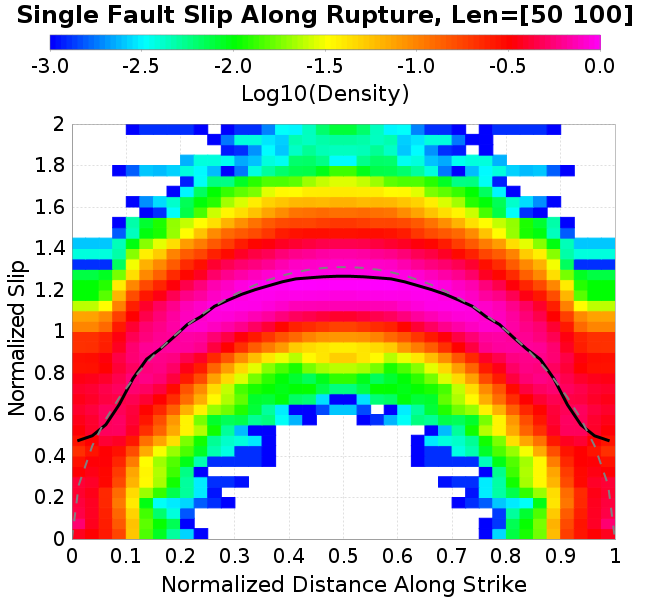 Single Fault Slip Along Rupture, Len=[50 100]
-3.0 -2.5 -2.0 -1.5 -1.0 -0.5 0.0
Log10(Density)
Normalized Slip
2
1.8
1.6
1.4
1.2
1
0.8
0.6
0.4
0.2
0
0 0.1 0.2 0.3 0.4 0.5 0.6 0.7 0.8 0.9 1
Normalized Distance Along Strike